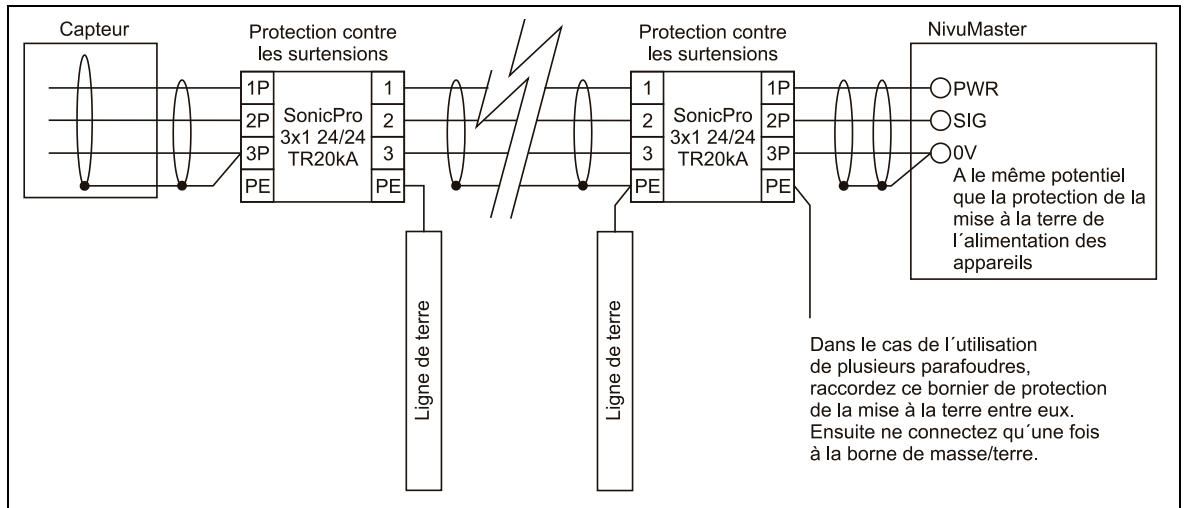 Capteur
Protection contre
les surtensions
Protection contre
les surtensions
NivuMaster
1P
2P
3P
PE
SonicPro
3x1 24/24
TR20kA
1
2
3
PE
1
2
3
PE
SonicPro
3x1 24/24
TR20kA
1P
2P
3P
PE
PWR
SIG
0V
A le même potentiel
que la protection de la
mise à la terre de
l´alimentation des
appareils
Ligne de terre
Ligne de terre
Dans le cas de l´utilisation
de plusieurs parafoudres,
raccordez ce bornier de protection
de la mise à la terre entre eux.
Ensuite ne connectez qu´une fois
à la borne de masse/terre.